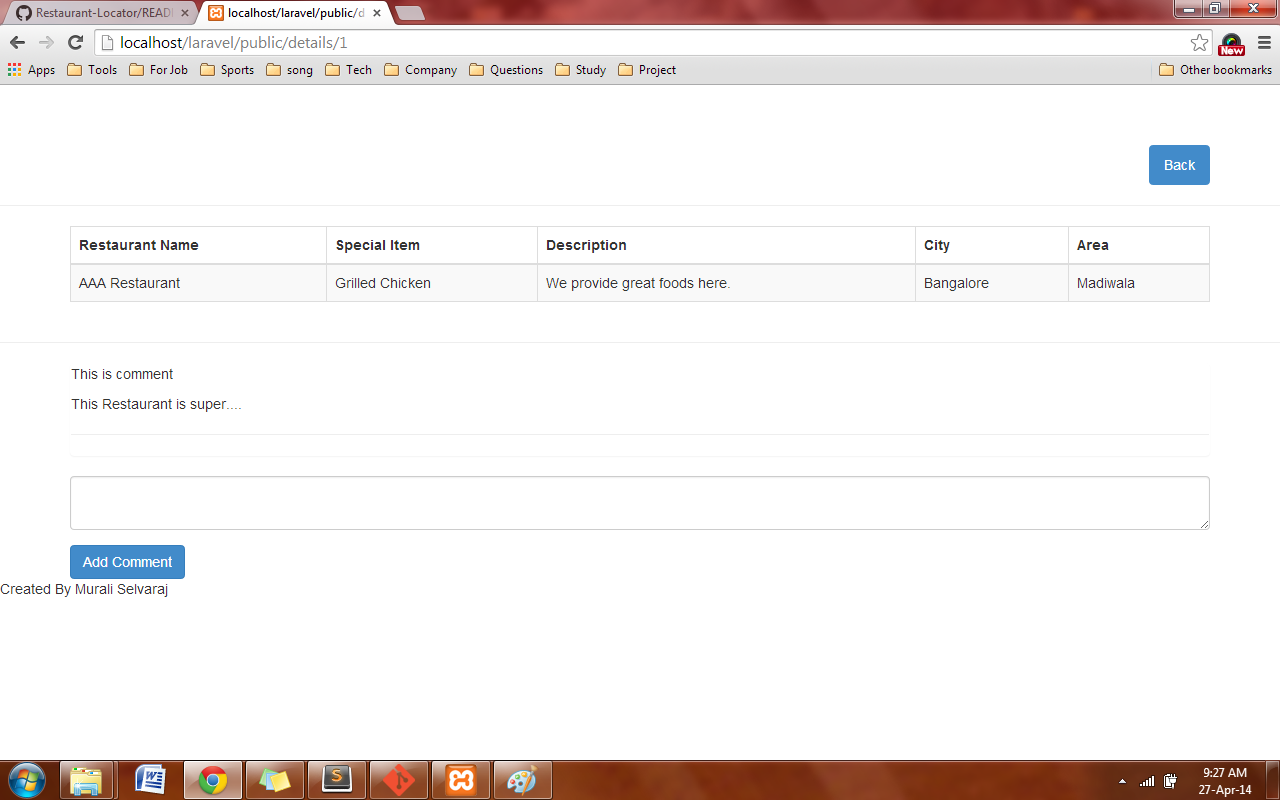 Restaurant-Locator/READ
localhost/laravel/public/d
localhost/laravel/public/details/1
New
Apps Tools For Job Sports song Tech Company Questions Study Project Other bookmarks
Back
Restaurant Name Special Item Description City Area
AAA Restaurant Grilled Chicken We provide great foods here. Bangalore Madiwala
This is comment
This Restaurant is super....
Add Comment
Created By Murali Selvaraj
W S
9:27 AM
27-Apr-14